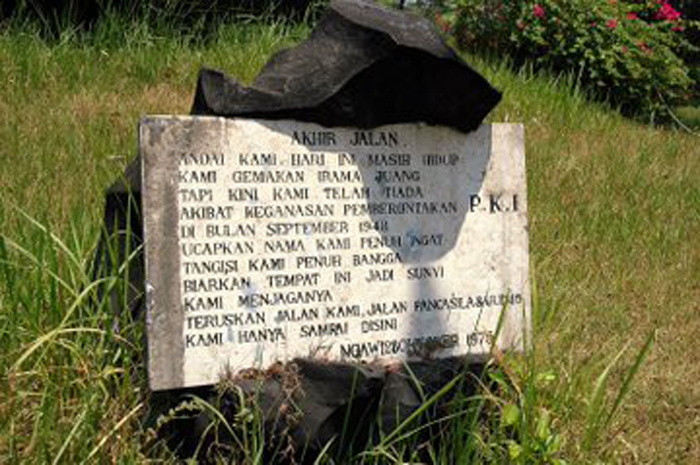 AKHIR JALAN
ANDAI KAMI HARI INI MASIH HIDUP
KAMI GEMAKAN IRAMA JUANG
TAPI KINI KAMI TELAH TIADA
AKIBAT KEGANASAN PEMBERONTAKAN P.K.I
DI BULAN SEPTEMBER 1948
UCAPKAN NAMA KAMI PENUH INGAT
TANGISI KAMI PENUH BANGGA
BIARKAN TEMPAT INI JADI SUNYI
KAMI MENJAGANYA
TERUSKAN JALAN KAMI, JALAN PANCASILA &
KAMI HANYA SAMPAI DISINI
NGAWI